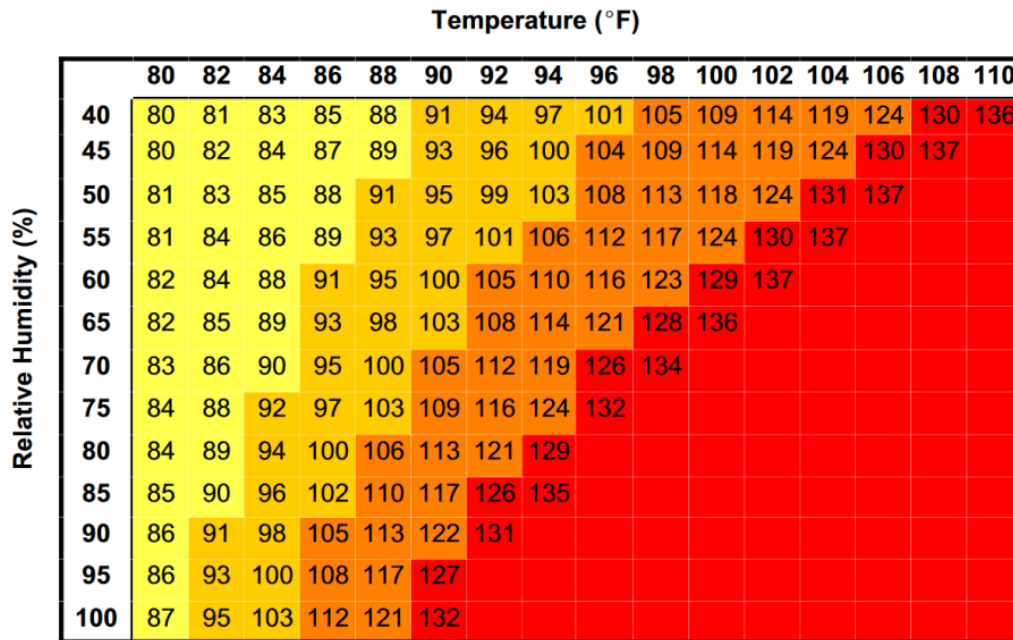 Temperature (°F)
80 82 84 86 88 90 92 94 96 98 100 102 104 106 108 110
40 80 81 83 85 88 91 94 97 101 105 109 114 119 124 130 136
45 80 82 84 87 89 93 96 100 104 109 114 119 124 130 137
50 81 83 85 88 91 95 99 103 108 113 118 124 131 137
55 81 84 86 89 93 97 101 106 112 117 124 130 137
60 82 84 88 91 95 100 105 110 116 123 129 137
65 82 85 89 93 98 103 108 114 121 128 136
70 83 86 90 95 100 105 112 119 126 134
75 84 88 92 97 103 109 116 124 132
80 84 89 94 100 106 113 121 129
85 85 90 96 102 110 117 126 135
90 86 91 98 105 113 122 131
95 86 93 100 108 117 127
100 87 95 103 112 121 132
Relative Humidity (%)